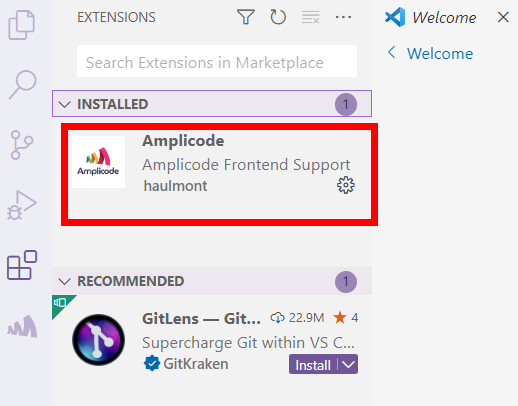 EXTENSIONS
Search Extensions in Marketplace
INSTALLED
1
Amplicode
Amplicode
Amplicode Frontend Support
haulmont
RECOMMENDED
1
GitLens — Git...
22.9M
4
Supercharge Git within VS C...
GitKraken
Install
Welcome
Welcome